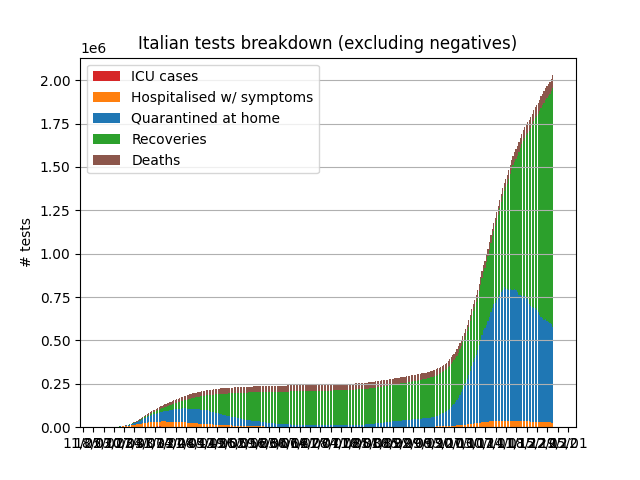 Italian tests breakdown (excluding negatives)
1e6
ICU cases
Hospitalised w/ symptoms
Quarantined at home
Recoveries
Deaths
2.00
1.75
1.50
1.25
1.00
0.75
0.50
0.25
0.00
# tests